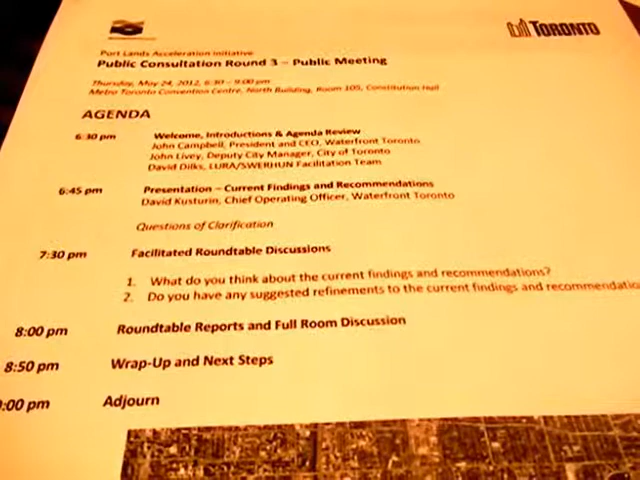 TORONTO
Port Lands Acceleration Initiative
Public Consultation Round 3 – Public Meeting
Thursday, May 24, 2012, 6:30 – 9:00 pm
Metro Toronto Convention Centre, North Building, Room 105, Constitution Hall
AGENDA
6:30 pm Welcome, Introductions & Agenda Review
John Campbell, President and CEO, Waterfront Toronto
John Livey, Deputy City Manager, City of Toronto
David Dilks, LURA/SWERHUN Facilitation Team
6:45 pm Presentation – Current Findings and Recommendations
David Kusturin, Chief Operating Officer, Waterfront Toronto
Questions of Clarification
7:30 pm Facilitated Roundtable Discussions
1. What do you think about the current findings and recommendations?
2. Do you have any suggested refinements to the current findings and recommendatio
8:00 pm Roundtable Reports and Full Room Discussion
8:50 pm Wrap-Up and Next Steps
:00 pm Adjourn